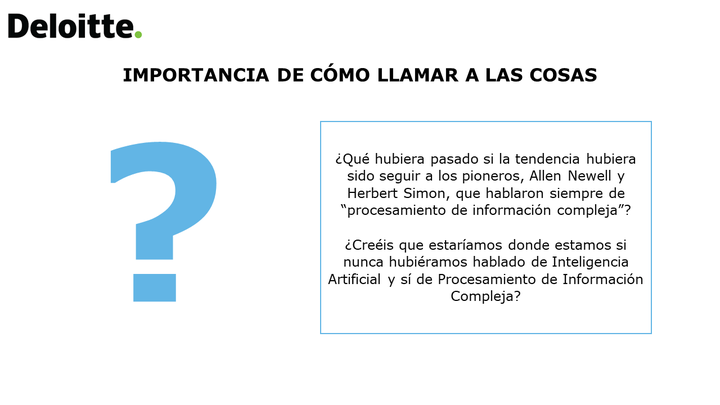 Deloitte.
IMPORTANCIA DE CÓMO LLAMAR A LAS COSAS
?
¿Qué hubiera pasado si la tendencia hubiera
sido seguir a los pioneros, Allen Newell y
Herbert Simon, que hablaron siempre de
“procesamiento de información compleja”?
¿Creéis que estaríamos donde estamos si
nunca hubiéramos hablado de Inteligencia
Artificial y sí de Procesamiento de Información
Compleja?